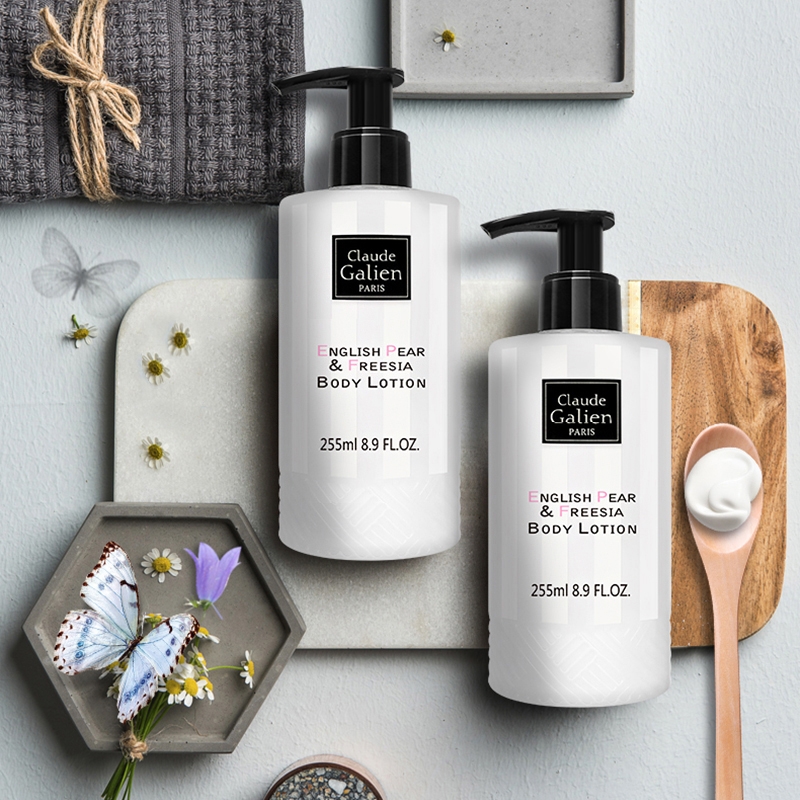 Claude
Galien
PARIS
ENGLISH PEAR
& FREESIA
BODY LOTION
255ml 8.9 FL.OZ.
Claude
Galien
PARIS
ENGLISH PEAR
& FREESIA
BODY LOTION
255ml 8.9 FL.OZ.